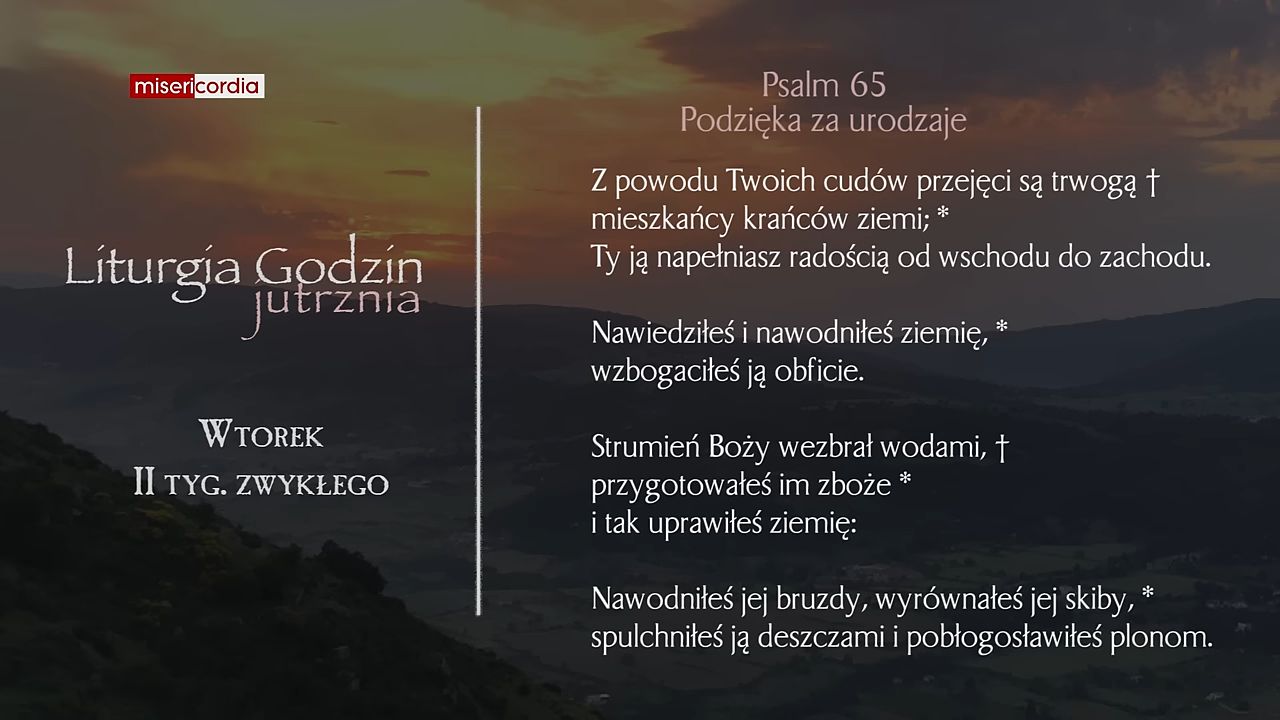 misericordia
Liturgia Godzin
jutrznia
Wtorek
II tyg. zwykłego
Psalm 65
Podzięka za urodzaje
Z powodu Twoich cudów przejęci są trwogą †
mieszkańcy krańców ziemi; *
Ty ją napełniasz radością od wschodu do zachodu.
Nawiedziłeś i nawodniłeś ziemię, *
wzbogaciłeś ją obficie.
Strumień Boży wezbrał wodami, †
przygotowałeś im zboże *
i tak uprawiłeś ziemię:
Nawodniłeś jej bruzdy, wyrównałeś jej skiby, *
spulchniłeś ją deszczami i pobłogosławiłeś plonom.